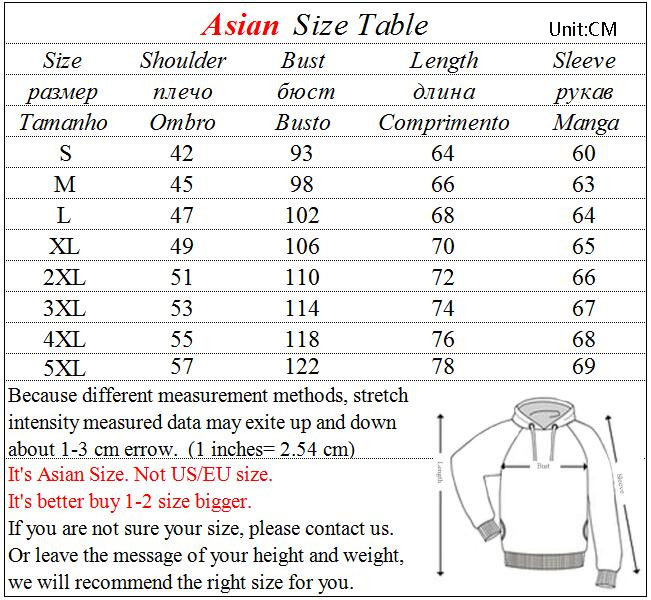 Asian Size Table Unit:CM
Size Shoulder Bust Length Sleeve
размер плечо бюст длина рукав
Tamanho Ombro Busto Comprimento Manga
S 42 93 64 60
M 45 98 66 63
L 47 102 68 64
XL 49 106 70 65
2XL 51 110 72 66
3XL 53 114 74 67
4XL 55 118 76 68
5XL 57 122 78 69
Because different measurement methods, stretch
intensity measured data may exite up and down
about 1-3 cm errow. (1 inches= 2.54 cm)
It's Asian Size. Not US/EU size.
It's better buy 1-2 size bigger.
If you are not sure your size, please contact us.
Or leave the message of your height and weight,
we will recommend the right size for you.
Length
Bust
Sleeve